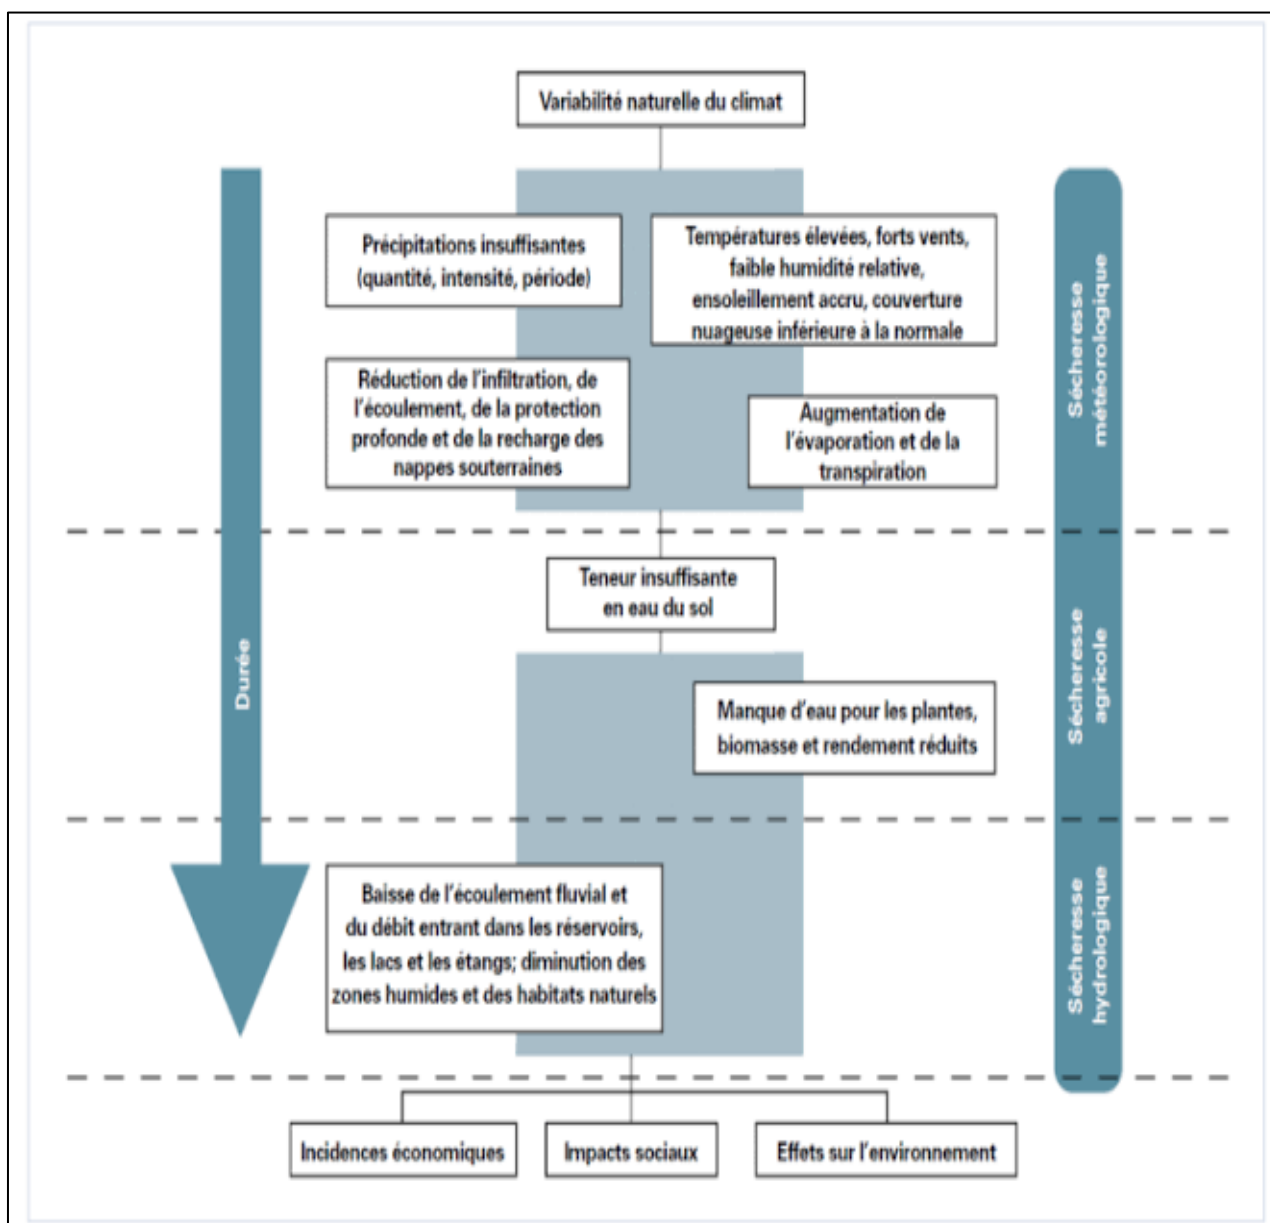 Variabilité naturelle du climat
Précipitations insuffisantes
(quantité, intensité, période)
Températures élevées, forts vents,
faible humidité relative,
ensoleillement accru, couverture
nuageuse inférieure à la normale
Réduction de l'infiltration, de
l'écoulement, de la protection
profonde et de la recharge des
nappes souterraines
Augmentation de
l'évaporation et de la
transpiration
Sécheresse
météorologique
Teneur insuffisante
en eau du sol
Durée
Manque d'eau pour les plantes,
biomasse et rendement réduits
Sécheresse
agricole
Baisse de l'écoulement fluvial et
du débit entrant dans les réservoirs,
les lacs et les étangs; diminution des
zones humides et des habitats naturels
Sécheresse
hydrologique
Incidences économiques
Impacts sociaux
Effets sur l'environnement